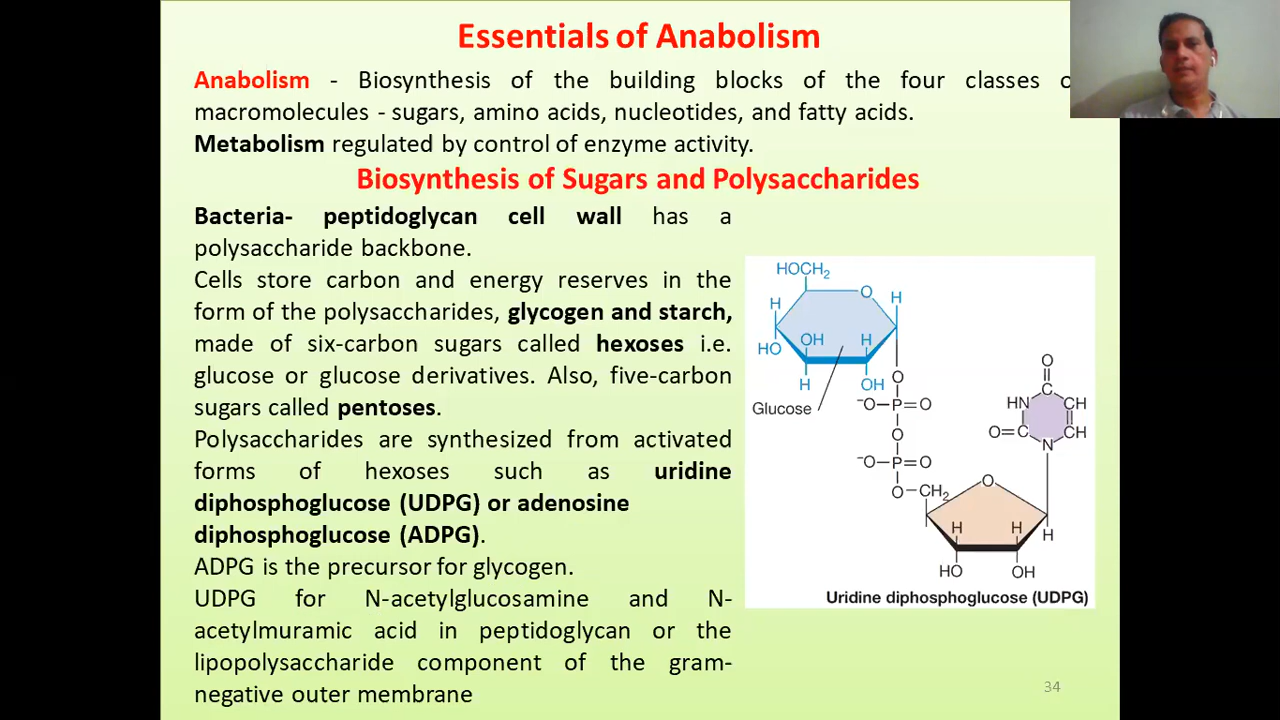 Essentials of Anabolism
Anabolism - Biosynthesis of the building blocks of the four classes
macromolecules - sugars, amino acids, nucleotides, and fatty acids.
Metabolism regulated by control of enzyme activity.
Biosynthesis of Sugars and Polysaccharides
Bacteria- peptidoglycan cell wall has a
polysaccharide backbone.
Cells store carbon and energy reserves in the
form of the polysaccharides, glycogen and starch,
made of six-carbon sugars called hexoses i.e.
glucose or glucose derivatives. Also, five-carbon
sugars called pentoses.
Polysaccharides are synthesized from activated
forms of hexoses such as uridine
diphosphoglucose (UDPG) or adenosine
diphosphoglucose (ADPG).
ADPG is the precursor for glycogen.
UDPG for N-acetylglucosamine and N-
acetylmuramic acid in peptidoglycan or the
lipopolysaccharide component of the gram-
negative outer membrane
HOCH₂
O
H
H
OH
H
HO
H
OH
Glucose
O
⁻O–P=O
O
⁻O–P=O
O–CH₂
O
HN
C
CH
O=C
CH
N
O
H
H
H
HO
OH
Uridine diphosphoglucose (UDPG)
34